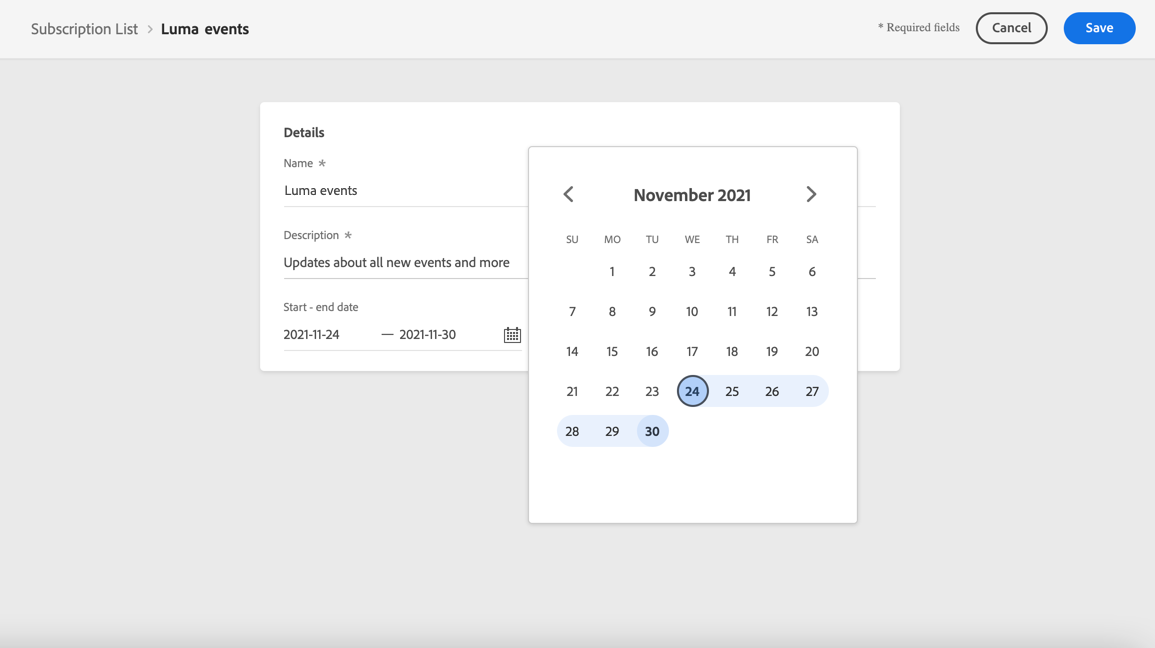 Subscription List > Luma events
* Required fields
Cancel
Save
Details
Name *
Luma events
Description *
Updates about all new events and more
Start - end date
2021-11-24 — 2021-11-30
November 2021
SU MO TU WE TH FR SA
1 2 3 4 5 6
7 8 9 10 11 12 13
14 15 16 17 18 19 20
21 22 23 24 25 26 27
28 29 30